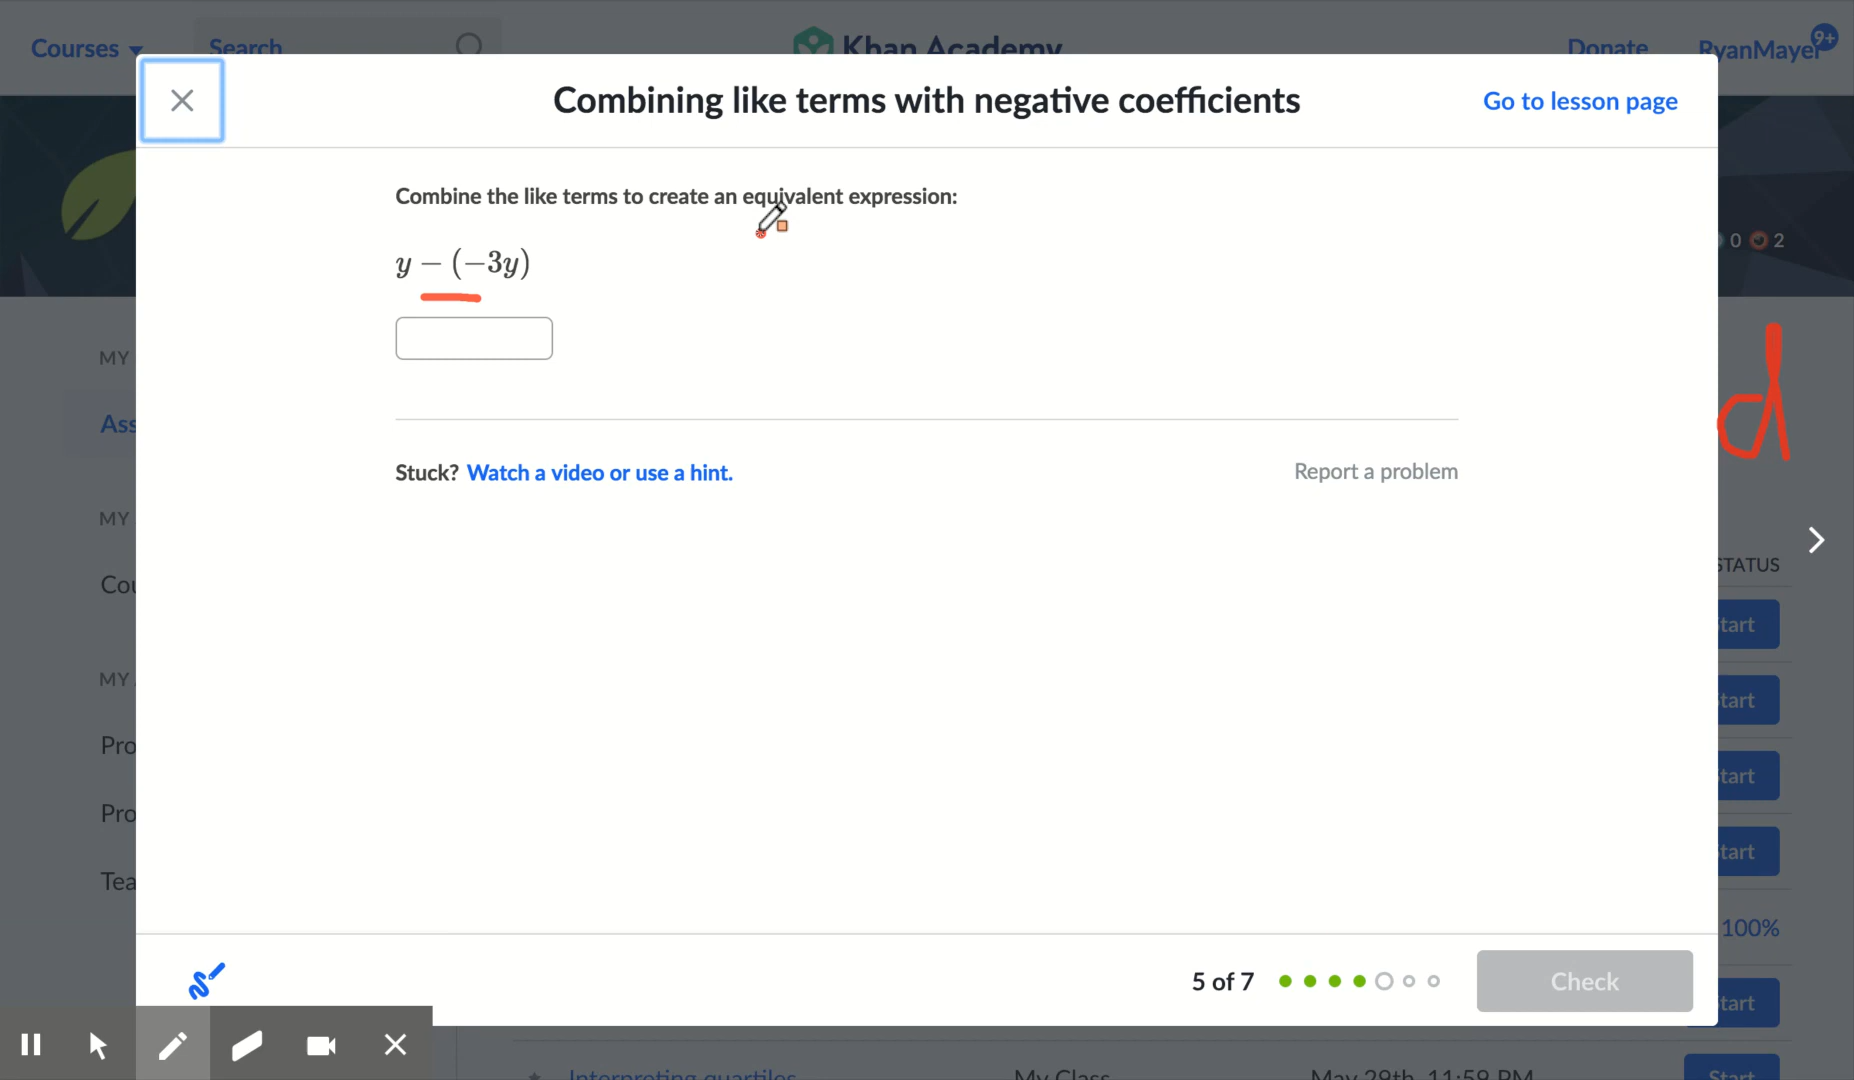 Courses
Search
Khan Academy
Donate
RyanMayer
9+
Combining like terms with negative coefficients
Go to lesson page
Combine the like terms to create an equivalent expression:
y − (−3y)
0 2
d
MY
Ass
Stuck? Watch a video or use a hint.
Report a problem
MY
STATUS
Cou
tart
MY
tart
Pro
tart
Pro
tart
Tea
100%
5 of 7
Check
tart
Interpreting quartiles
My Class
May 29th, 11:59 PM
Start